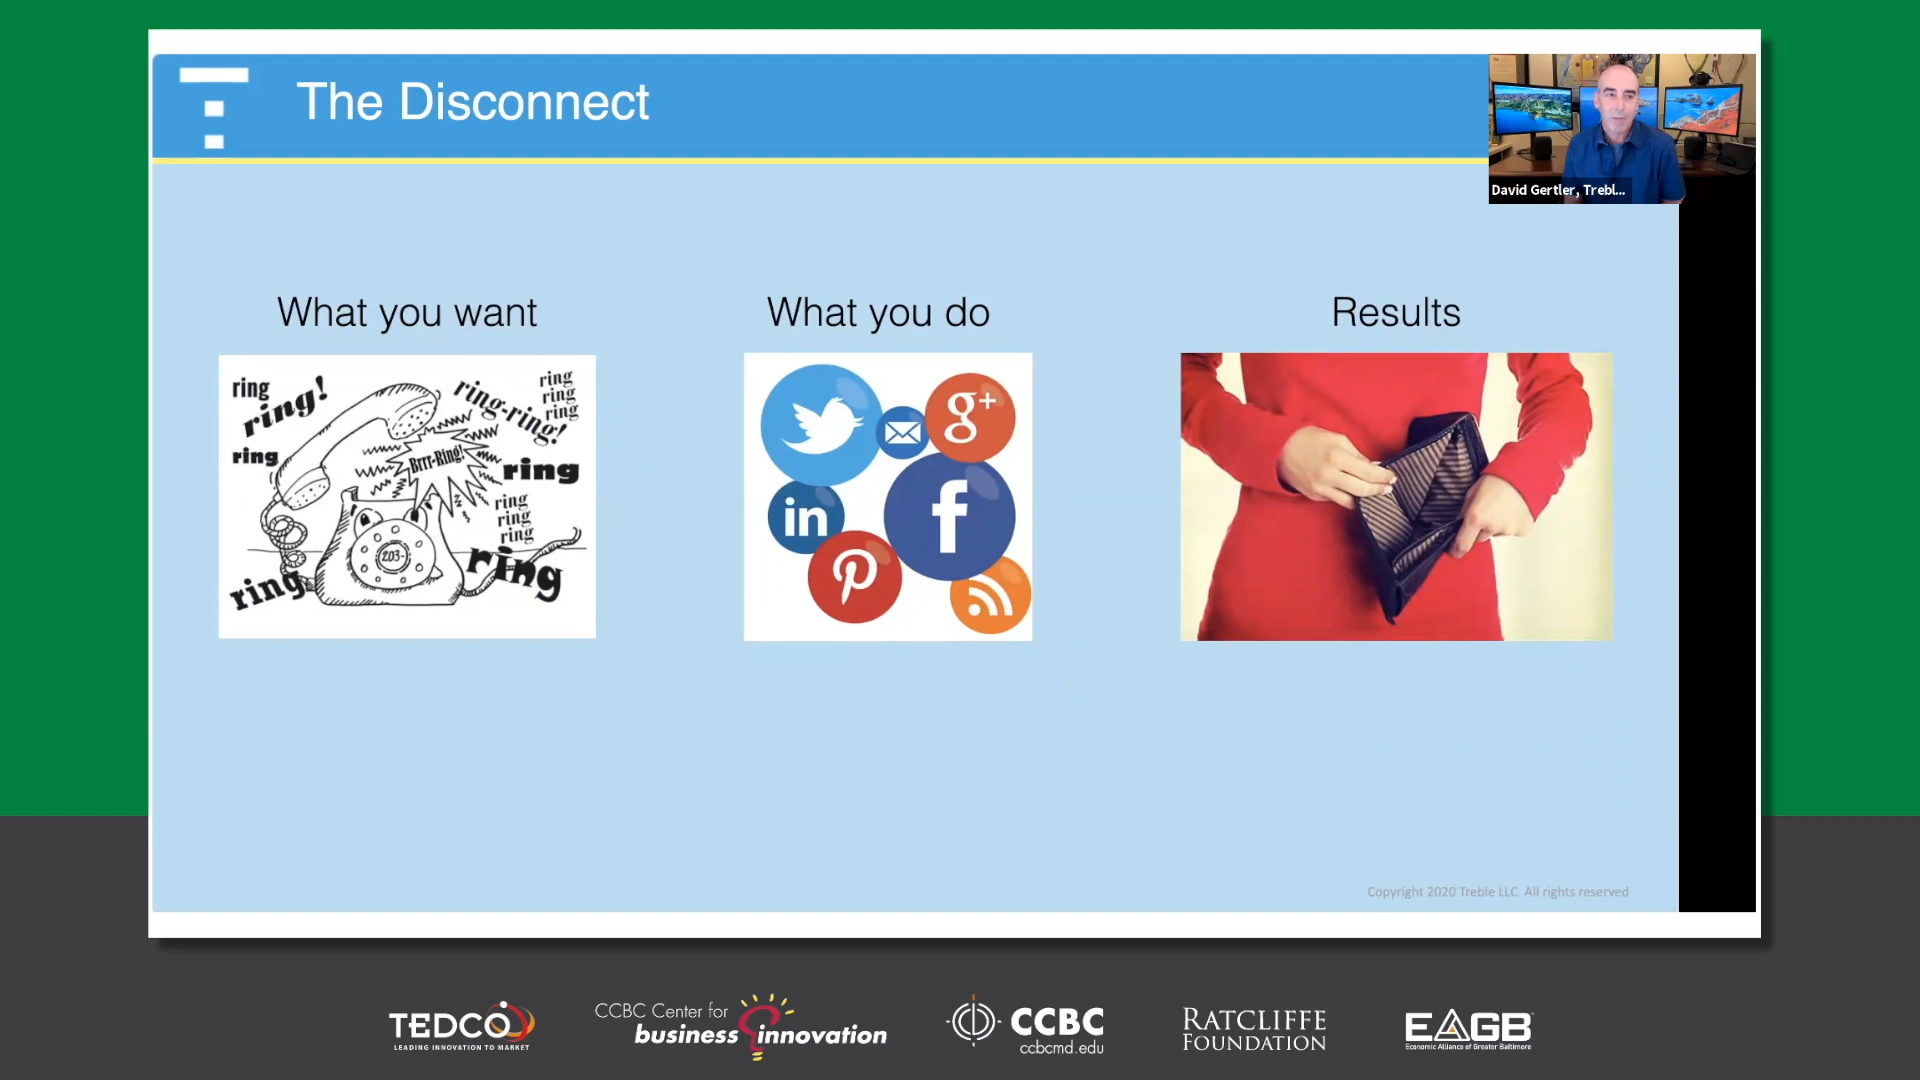 The Disconnect
David Gertler, Trebl...
What you want
What you do
Results
ring
ring!
ring-ring!
ring
ring
ring
ring
Brrr-Ring!
ring
ring
ring
ring
203-
ring
ring
g+
in
f
Copyright 2020 Treble LLC All rights reserved
TEDCO
LEADING INNOVATION TO MARKET
CCBC Center for
business innovation
CCBC
ccbcmd.edu
RATCLIFFE
FOUNDATION
EAGB
Economic Alliance of Greater Baltimore